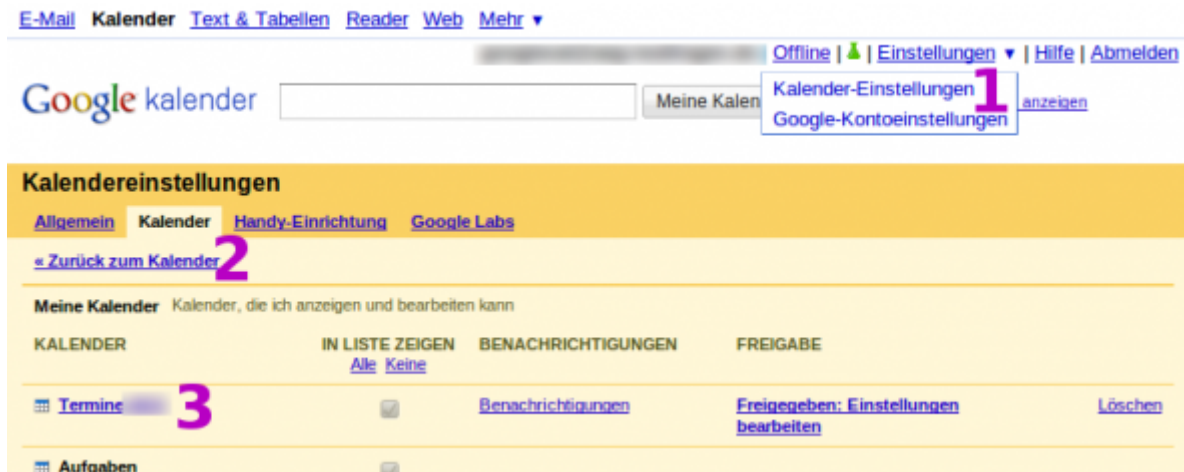 E-Mail Kalender Text & Tabellen Reader Web Mehr ▼
Offline | | Einstellungen ▼ | Hilfe | Abmelden
Google kalender Meine Kalen Kalender-Einstellungen 1 anzeigen
Google-Kontoeinstellungen
Kalendereinstellungen
Allgemein Kalender Handy-Einrichtung Google Labs
« Zurück zum Kalender 2
Meine Kalender Kalender, die ich anzeigen und bearbeiten kann
KALENDER IN LISTE ZEIGEN BENACHRICHTIGUNGEN FREIGABE
Alle Keine
Termine 3 Benachrichtigungen Freigegeben: Einstellungen Löschen
bearbeiten
Aufgaben